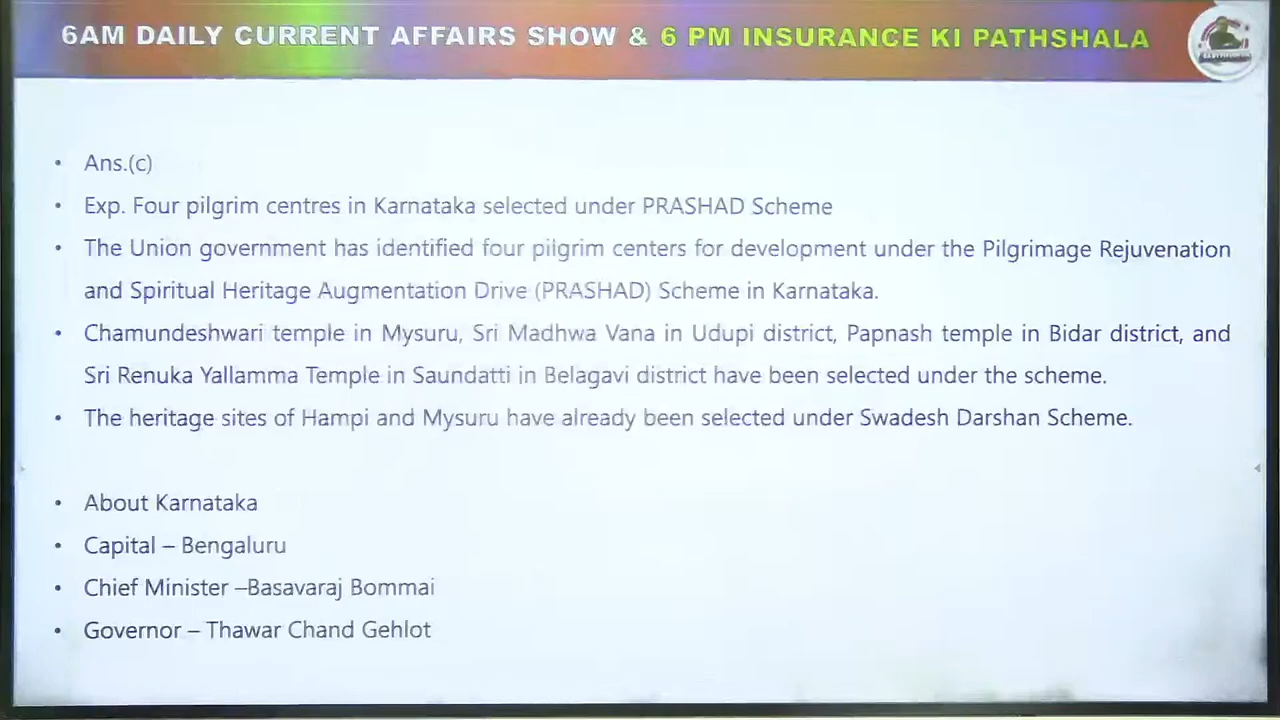 6AM DAILY CURRENT AFFAIRS SHOW & 6 PM INSURANCE KI PATHSHALA
• Ans.(c)
• Exp. Four pilgrim centres in Karnataka selected under PRASHAD Scheme
• The Union government has identified four pilgrim centers for development under the Pilgrimage Rejuvenation
and Spiritual Heritage Augmentation Drive (PRASHAD) Scheme in Karnataka.
• Chamundeshwari temple in Mysuru, Sri Madhwa Vana in Udupi district, Papnash temple in Bidar district, and
Sri Renuka Yallamma Temple in Saundatti in Belagavi district have been selected under the scheme.
• The heritage sites of Hampi and Mysuru have already been selected under Swadesh Darshan Scheme.
• About Karnataka
• Capital – Bengaluru
• Chief Minister –Basavaraj Bommai
• Governor – Thawar Chand Gehlot